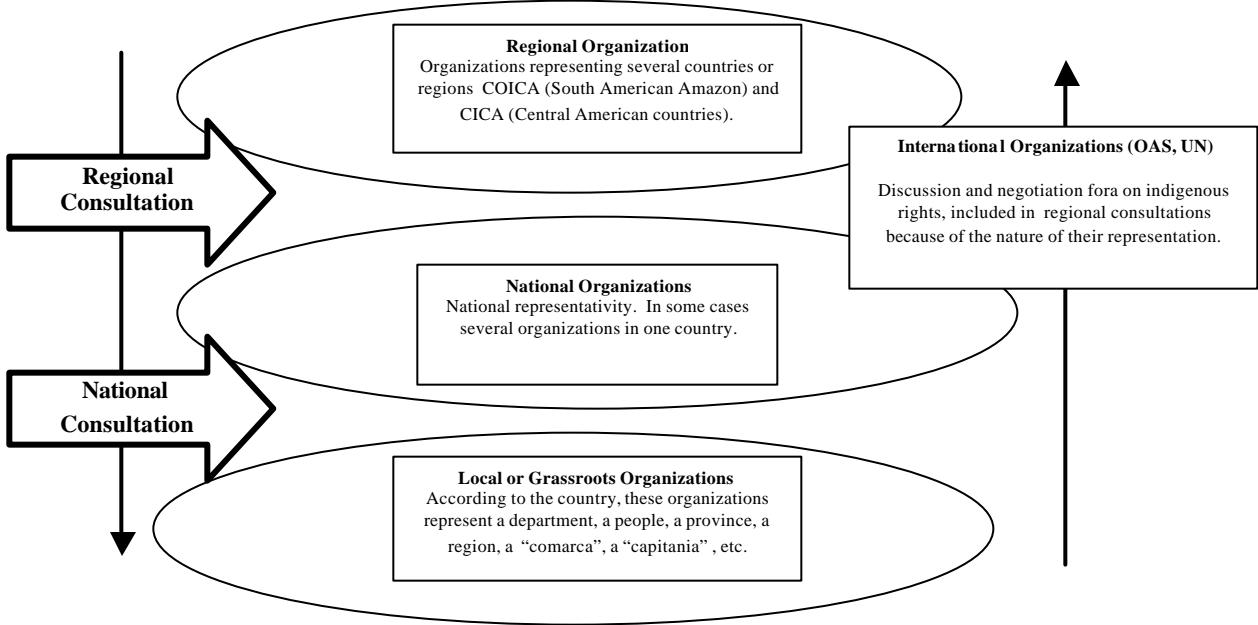 Regional Organization
Organizations representing several countries or
regions COICA (South American Amazon) and
CICA (Central American countries).
International Organizations (OAS, UN)
Discussion and negotiation fora on indigenous
rights, included in regional consultations
because of the nature of their representation.
Regional
Consultation
National Organizations
National representativity. In some cases
several organizations in one country.
National
Consultation
Local or Grassroots Organizations
According to the country, these organizations
represent a department, a people, a province, a
region, a “comarca”, a “capitania” , etc.